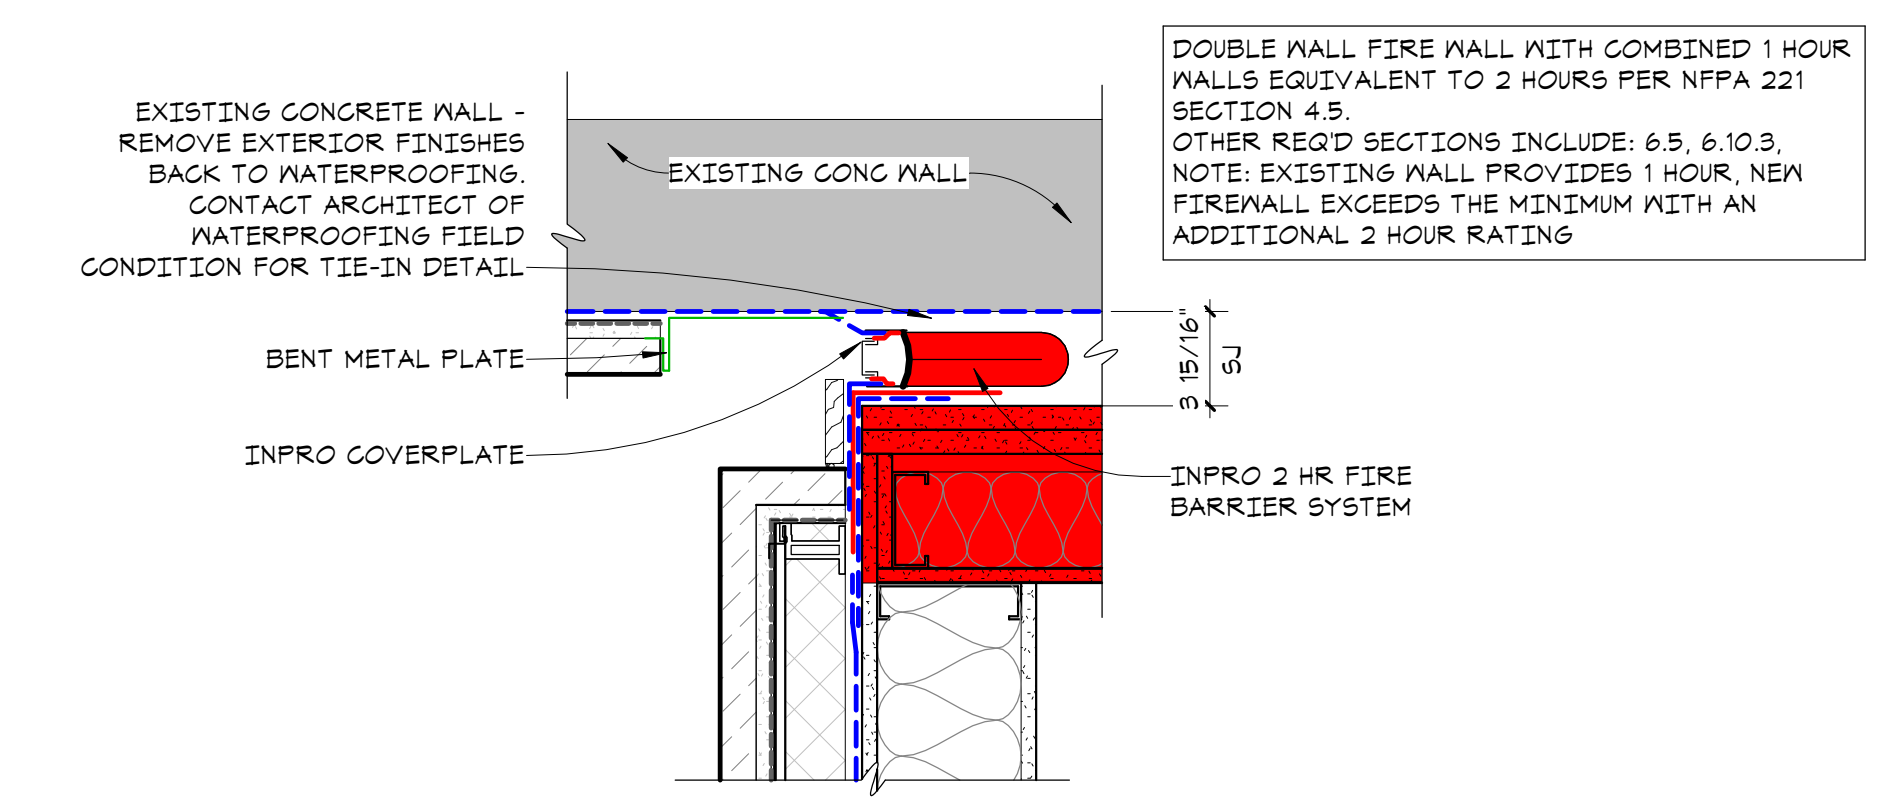 DOUBLE WALL FIRE WALL WITH COMBINED 1 HOUR
WALLS EQUIVALENT TO 2 HOURS PER NFPA 221
SECTION 4.5.
OTHER REQ'D SECTIONS INCLUDE: 6.5, 6.10.3,
NOTE: EXISTING WALL PROVIDES 1 HOUR, NEW
FIREWALL EXCEEDS THE MINIMUM WITH AN
ADDITIONAL 2 HOUR RATING
EXISTING CONCRETE WALL -
REMOVE EXTERIOR FINISHES
BACK TO WATERPROOFING.
CONTACT ARCHITECT OF
WATERPROOFING FIELD
CONDITION FOR TIE-IN DETAIL
EXISTING CONC WALL
BENT METAL PLATE
INPRO COVERPLATE
3 15/16"
SJ
INPRO 2 HR FIRE
BARRIER SYSTEM